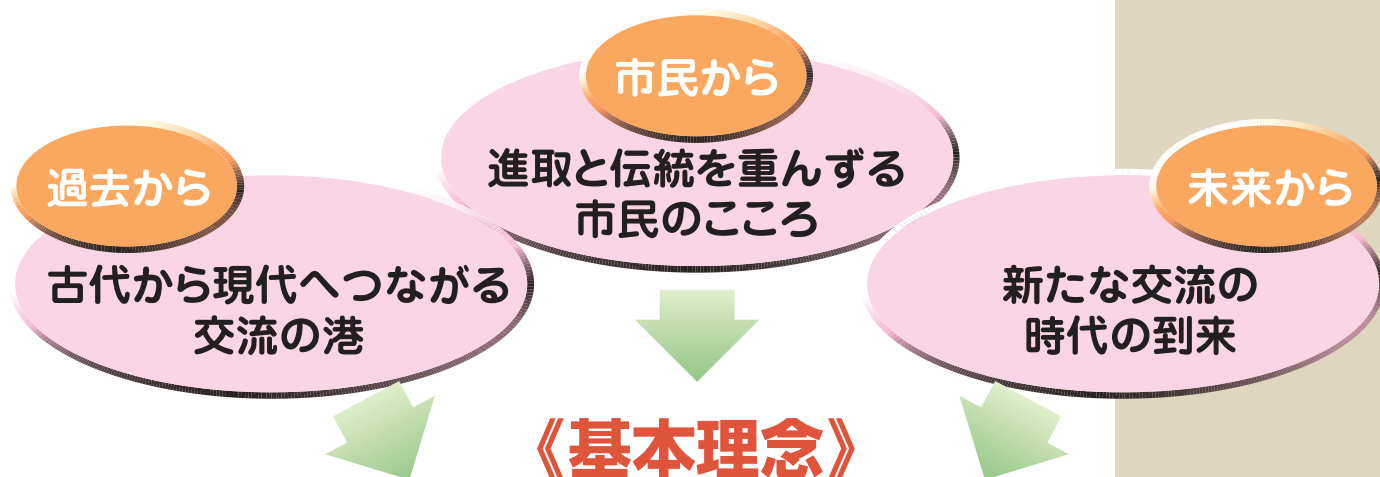 市民から
進取と伝統を重んずる
市民のこころ
過去から
古代から現代へつながる
交流の港
未来から
新たな交流の
時代の到来
《基本理念》